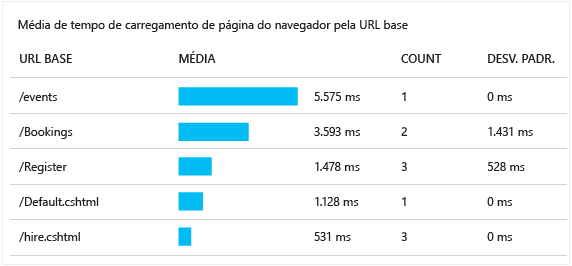 Média de tempo de carregamento de página do navegador pela URL base
URL BASE MÉDIA COUNT DESV. PADR.
/events 5.575 ms 1 0 ms
/Bookings 3.593 ms 2 1.431 ms
/Register 1.478 ms 3 528 ms
/Default.cshtml 1.128 ms 1 0 ms
/hire.cshtml 531 ms 3 0 ms